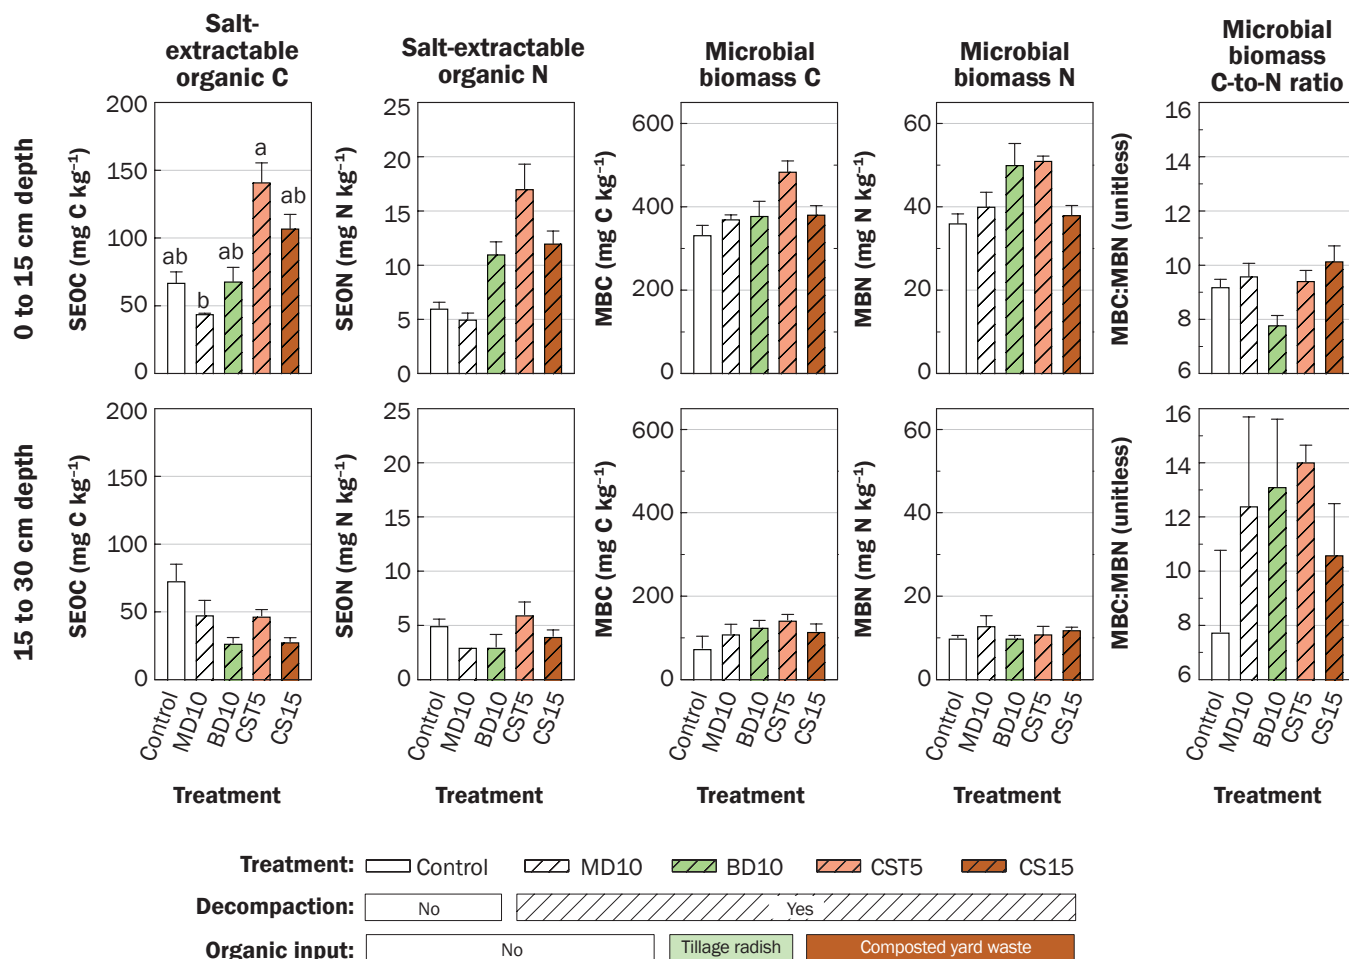 Salt-
extractable
organic C
Salt-extractable
organic N
Microbial
biomass C
Microbial
biomass N
Microbial
biomass
C-to-N ratio
0 to 15 cm depth
SEOC (mg C kg⁻¹)
200
150
100
50
0
ab
b
ab
a
ab
SEON (mg N kg⁻¹)
25
20
15
10
5
0
MBC (mg C kg⁻¹)
600
400
200
0
MBN (mg N kg⁻¹)
60
40
20
0
MBC:MBN (unitless)
16
14
12
10
8
6
15 to 30 cm depth
SEOC (mg C kg⁻¹)
200
150
100
50
0
SEON (mg N kg⁻¹)
25
20
15
10
5
0
MBC (mg C kg⁻¹)
600
400
200
0
MBN (mg N kg⁻¹)
60
40
20
0
MBC:MBN (unitless)
16
14
12
10
8
6
Control
MD10
BD10
CST5
CS15
Control
MD10
BD10
CST5
CS15
Control
MD10
BD10
CST5
CS15
Control
MD10
BD10
CST5
CS15
Control
MD10
BD10
CST5
CS15
Treatment
Treatment
Treatment
Treatment
Treatment
Treatment: Control MD10 BD10 CST5 CS15
Decompaction: No Yes
Organic input: No Tillage radish Composted yard waste